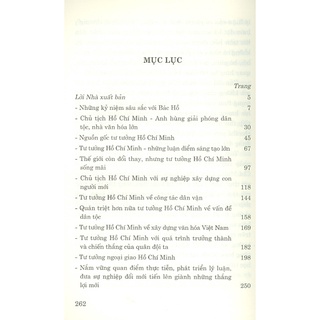 MỤC LỤC
Trang
Lời Nhà xuất bản 5
- Những kỷ niệm sâu sắc với Bác Hồ 7
- Chủ tịch Hồ Chí Minh - Anh hùng giải phóng dân
tộc, nhà văn hóa lớn 30
- Nguồn gốc tư tưởng Hồ Chí Minh 45
- Tư tưởng Hồ Chí Minh - những luận điểm sáng tạo lớn 67
- Thế giới còn đổi thay, nhưng tư tưởng Hồ Chí Minh
sống mãi 97
- Chủ tịch Hồ Chí Minh với sự nghiệp xây dựng con
người mới 118
- Tư tưởng Hồ Chí Minh về công tác dân vận 144
- Quán triệt hơn nữa tư tưởng Hồ Chí Minh về vấn đề
dân tộc 158
- Tư tưởng Hồ Chí Minh về xây dựng văn hóa Việt Nam 169
- Tư tưởng Hồ Chí Minh với quá trình trưởng thành
và chiến thắng của quân đội ta 182
- Tư tưởng ngoại giao Hồ Chí Minh 198
- Nắm vững quan điểm thực tiễn, phát triển lý luận,
đưa sự nghiệp đổi mới tiến lên giành những thắng
lợi mới 250
262